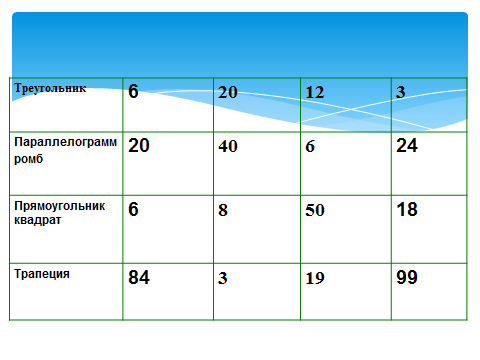 Треугольник 6 20 12 3
Параллелограмм 20 40 6 24
ромб
Прямоугольник 6 8 50 18
квадрат
Трапеция 84 3 19 99